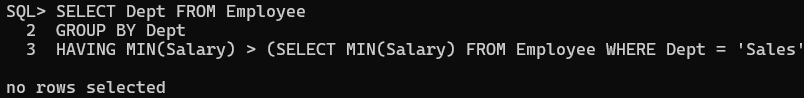 SQL> SELECT Dept FROM Employee
2 GROUP BY Dept
3 HAVING MIN(Salary) > (SELECT MIN(Salary) FROM Employee WHERE Dept = 'Sales'
no rows selected